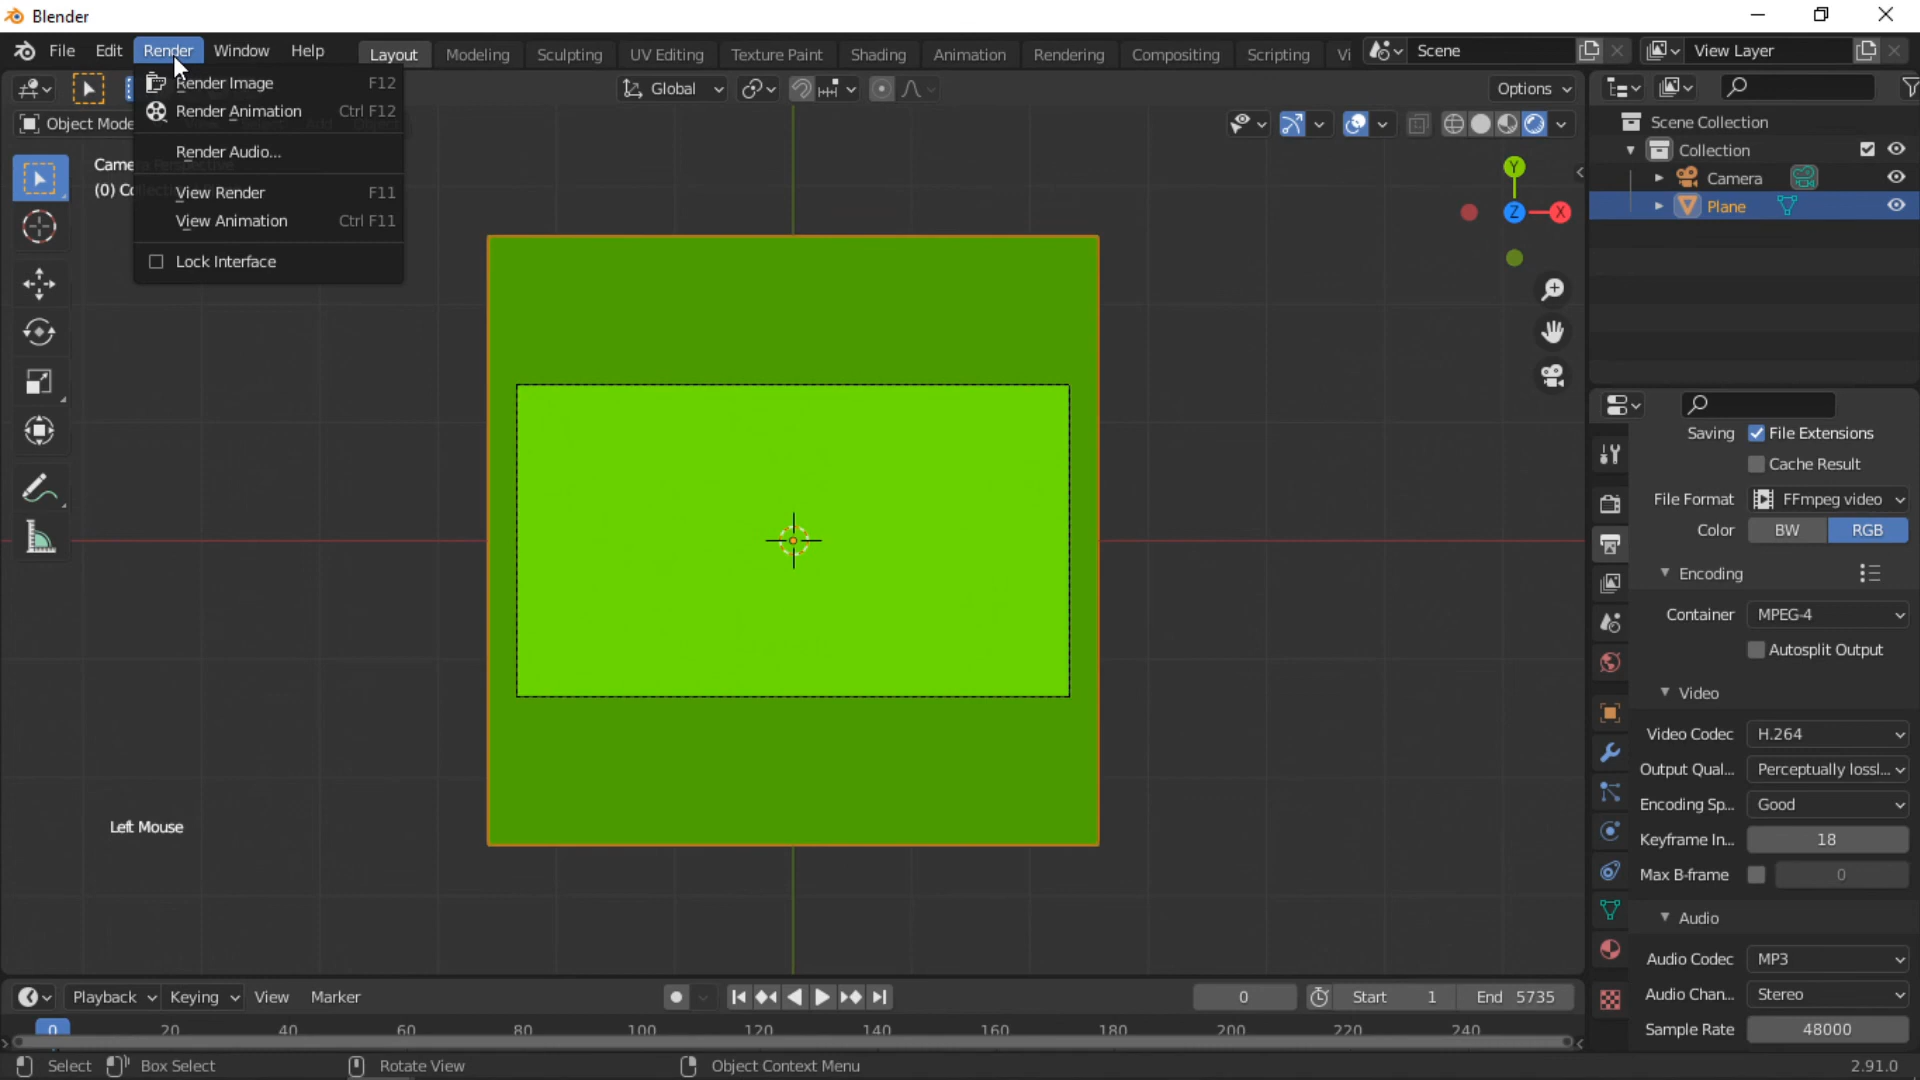 Blender
File Edit Render Window Help Layout Modeling Sculpting UV Editing Texture Paint Shading Animation Rendering Compositing Scripting Vi Scene View Layer
Render Image F12
Render Animation Ctrl F12
Render Audio...
View Render F11
View Animation Ctrl F11
Lock Interface
Global
Options
Object Mode
Came
(0) Co
Y
Z X
Scene Collection
Collection
Camera
Plane
Saving File Extensions
Cache Result
File Format FFmpeg video
Color BW RGB
Encoding
Container MPEG-4
Autosplit Output
Video
Video Codec H.264
Output Qual... Perceptually lossl...
Encoding Sp... Good
Keyframe In... 18
Max B-frame 0
Audio
Audio Codec MP3
Audio Chan... Stereo
Sample Rate 48000
Left Mouse
Playback Keying View Marker 0 Start 1 End 5735
0 20 40 60 80 100 120 140 160 180 200 220 240
Select Box Select Rotate View Object Context Menu 2.91.0